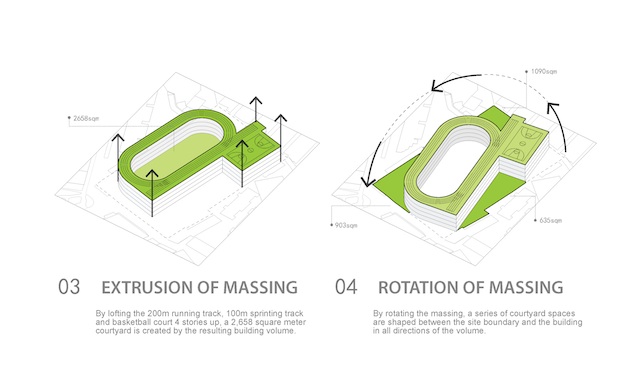 1090sqm
2658sqm
903sqm
635sqm
03 EXTRUSION OF MASSING
By lofting the 200m running track, 100m sprinting track
and basketball court 4 stories up, a 2,658 square meter
courtyard is created by the resulting building volume.
04 ROTATION OF MASSING
By rotating the massing, a series of courtyard spaces
are shaped between the site boundary and the building
in all directions of the volume.